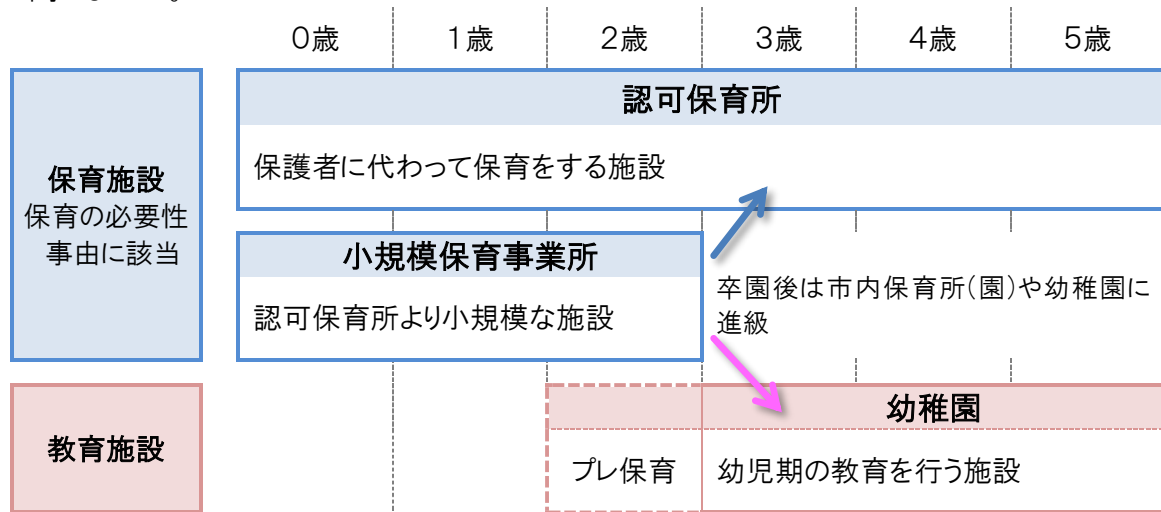 0歳
1歳
2歳
3歳
4歳
5歳
保育施設
保育の必要性
事由に該当
認可保育所
保護者に代わって保育をする施設
小規模保育事業所
認可保育所より小規模な施設
卒園後は市内保育所(園)や幼稚園に
進級
教育施設
幼稚園
プレ保育
幼児期の教育を行う施設